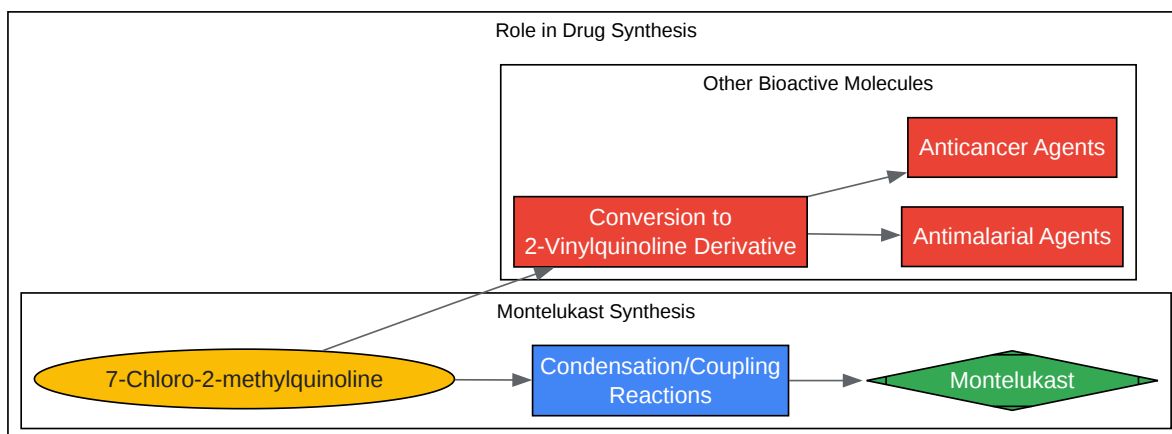 Role in Drug Synthesis
Other Bioactive Molecules
Anticancer Agents
Conversion to
2-Vinylquinoline Derivative
Antimalarial Agents
Montelukast Synthesis
7-Chloro-2-methylquinoline
Condensation/Coupling
Reactions
Montelukast